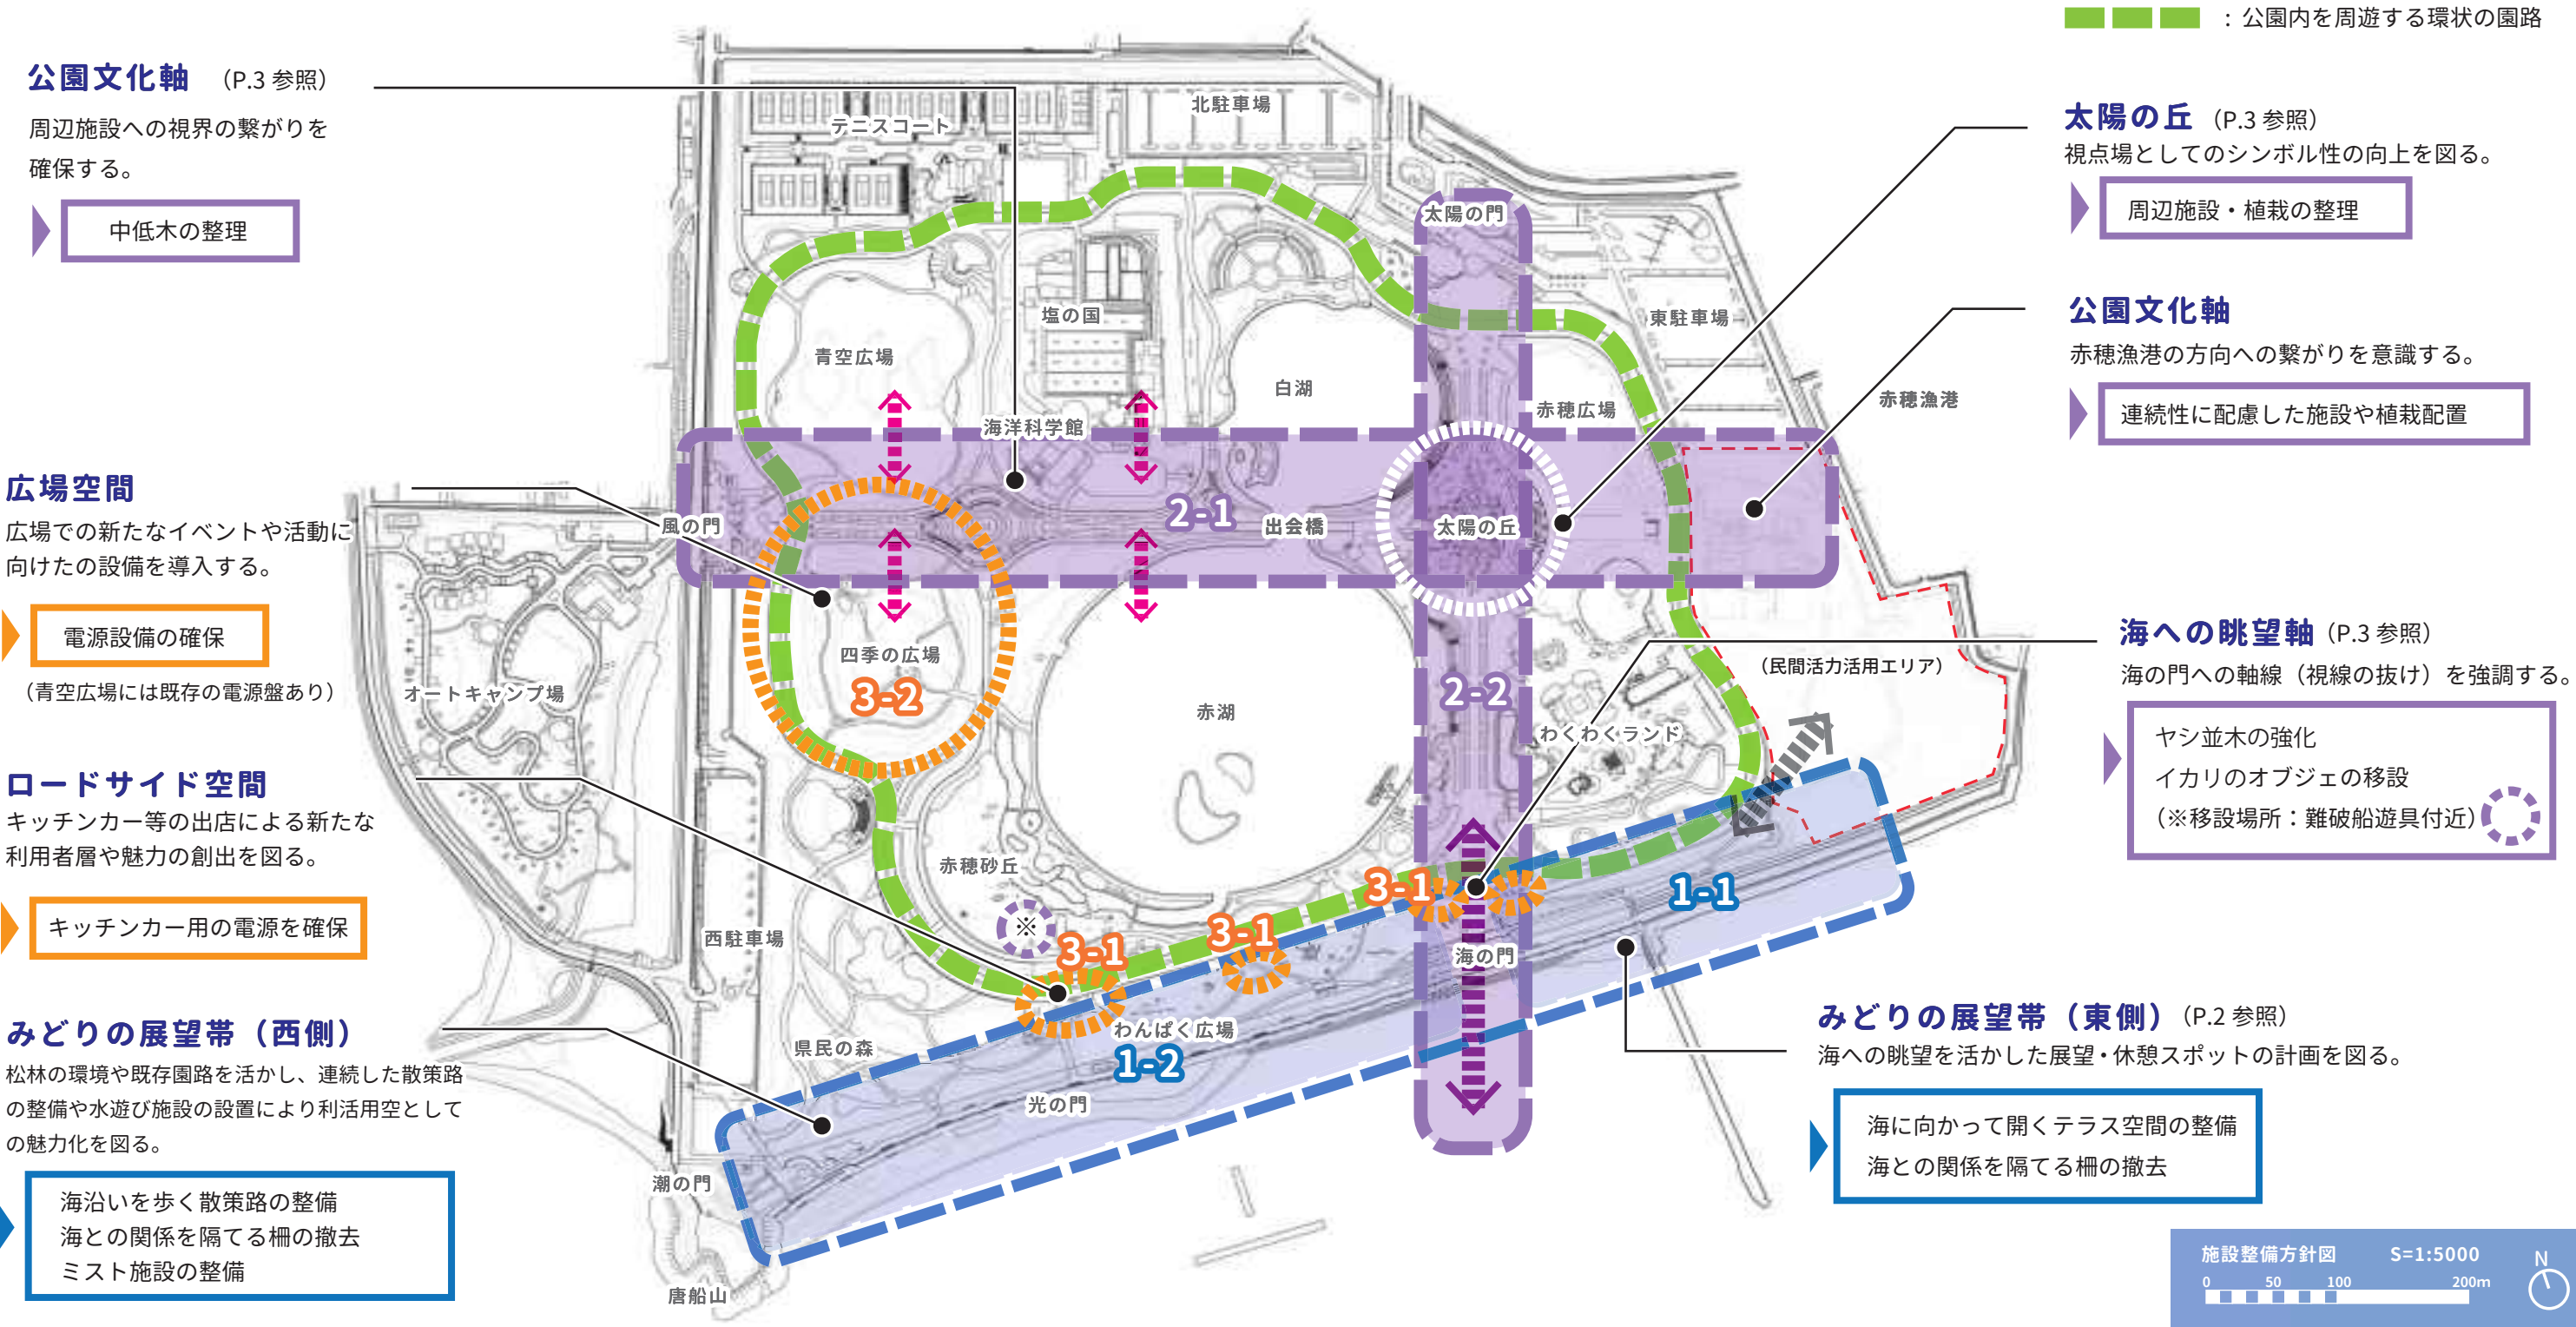 ：公園内を周遊する環状の園路
公園文化軸 （P.3 参照）
周辺施設への視界の繋がりを
確保する。
中低木の整理
広場空間
広場での新たなイベントや活動に
向けたの設備を導入する。
電源設備の確保
（青空広場には既存の電源盤あり）
ロードサイド空間
キッチンカー等の出店による新たな
利用者層や魅力の創出を図る。
キッチンカー用の電源を確保
みどりの展望帯（西側）
松林の環境や既存園路を活かし、連続した散策路
の整備や水遊び施設の設置により利活用空として
の魅力化を図る。
海沿いを歩く散策路の整備
海との関係を隔てる柵の撤去
ミスト施設の整備
テニスコート
北駐車場
太陽の門
塩の国
東駐車場
青空広場
白湖
赤穂広場
赤穂漁港
海洋科学館
風の門
2-1
出会橋
太陽の丘
四季の広場
3-2
オートキャンプ場
赤湖
2-2
わくわくランド
（民間活力活用エリア）
赤穂砂丘
※
西駐車場
3-1
3-1
3-1
1-1
海の門
わんぱく広場
1-2
県民の森
光の門
潮の門
唐船山
太陽の丘 （P.3 参照）
視点場としてのシンボル性の向上を図る。
周辺施設・植栽の整理
公園文化軸
赤穂漁港の方向への繋がりを意識する。
連続性に配慮した施設や植栽配置
海への眺望軸（P.3 参照）
海の門への軸線（視線の抜け）を強調する。
ヤシ並木の強化
イカリのオブジェの移設
（※移設場所：難破船遊具付近）
みどりの展望帯（東側）（P.2 参照）
海への眺望を活かした展望・休憩スポットの計画を図る。
海に向かって開くテラス空間の整備
海との関係を隔てる柵の撤去
施設整備方針図 S=1:5000
0 50 100 200m
N